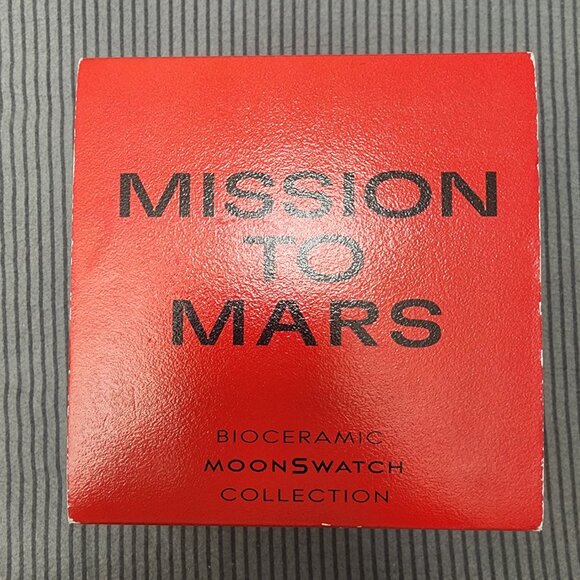 MISSION
TO
MARS
BIOCERAMIC
MOONSWATCH
COLLECTION